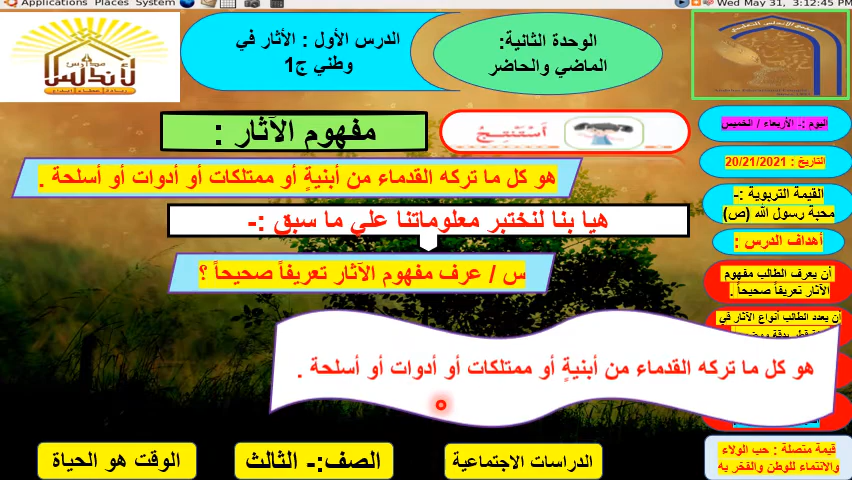 Applications Places System
Wed May 31, 3:12:45 PM
مدارس
الأندلس
الوحدة الثانية:
الماضي والحاضر
الدرس الأول : الأثار في
وطني ج1
أستنتج
مفهوم الآثار :
هو كل ما تركه القدماء من أبنيةٍ أو ممتلكات أو أدوات أو أسلحة .
هيا بنا لنختبر معلوماتنا علي ما سبق :-
س / عرف مفهوم الآثار تعريفاً صحيحاً ؟
هو كل ما تركه القدماء من أبنيةٍ أو ممتلكات أو أدوات أو أسلحة .
اليوم :- الأربعاء / الخميس
التاريخ : 20/21/2021
القيمة التربوية :-
محبة رسول الله (ص)
أهداف الدرس :
أن يعرف الطالب مفهوم
الآثار تعريفاً صحيحاً .
أن يعدد الطالب أنواع الآثار في
قيمة متصلة : حب الولاء
والانتماء للوطن والفخر به
الدراسات الاجتماعية
الصف:- الثالث
الوقت هو الحياة